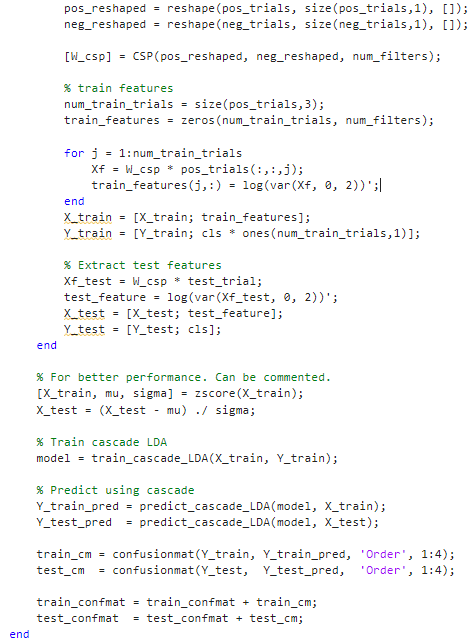 pos_reshaped = reshape(pos_trials, size(pos_trials,1), []);
neg_reshaped = reshape(neg_trials, size(neg_trials,1), []);
[W_csp] = CSP(pos_reshaped, neg_reshaped, num_filters);
% train features
num_train_trials = size(pos_trials,3);
train_features = zeros(num_train_trials, num_filters);
for j = 1:num_train_trials
Xf = W_csp * pos_trials(:,:,j);
train_features(j,:) = log(var(Xf, 0, 2))';
end
X_train = [X_train; train_features];
Y_train = [Y_train; cls * ones(num_train_trials,1)];
% Extract test features
Xf_test = W_csp * test_trial;
test_feature = log(var(Xf_test, 0, 2))';
X_test = [X_test; test_feature];
Y_test = [Y_test; cls];
end
% For better performance. Can be commented.
[X_train, mu, sigma] = zscore(X_train);
X_test = (X_test - mu) ./ sigma;
% Train cascade LDA
model = train_cascade_LDA(X_train, Y_train);
% Predict using cascade
Y_train_pred = predict_cascade_LDA(model, X_train);
Y_test_pred  = predict_cascade_LDA(model, X_test);
train_cm = confusionmat(Y_train, Y_train_pred, 'Order', 1:4);
test_cm  = confusionmat(Y_test,  Y_test_pred,  'Order', 1:4);
train_confmat = train_confmat + train_cm;
test_confmat  = test_confmat + test_cm;
end